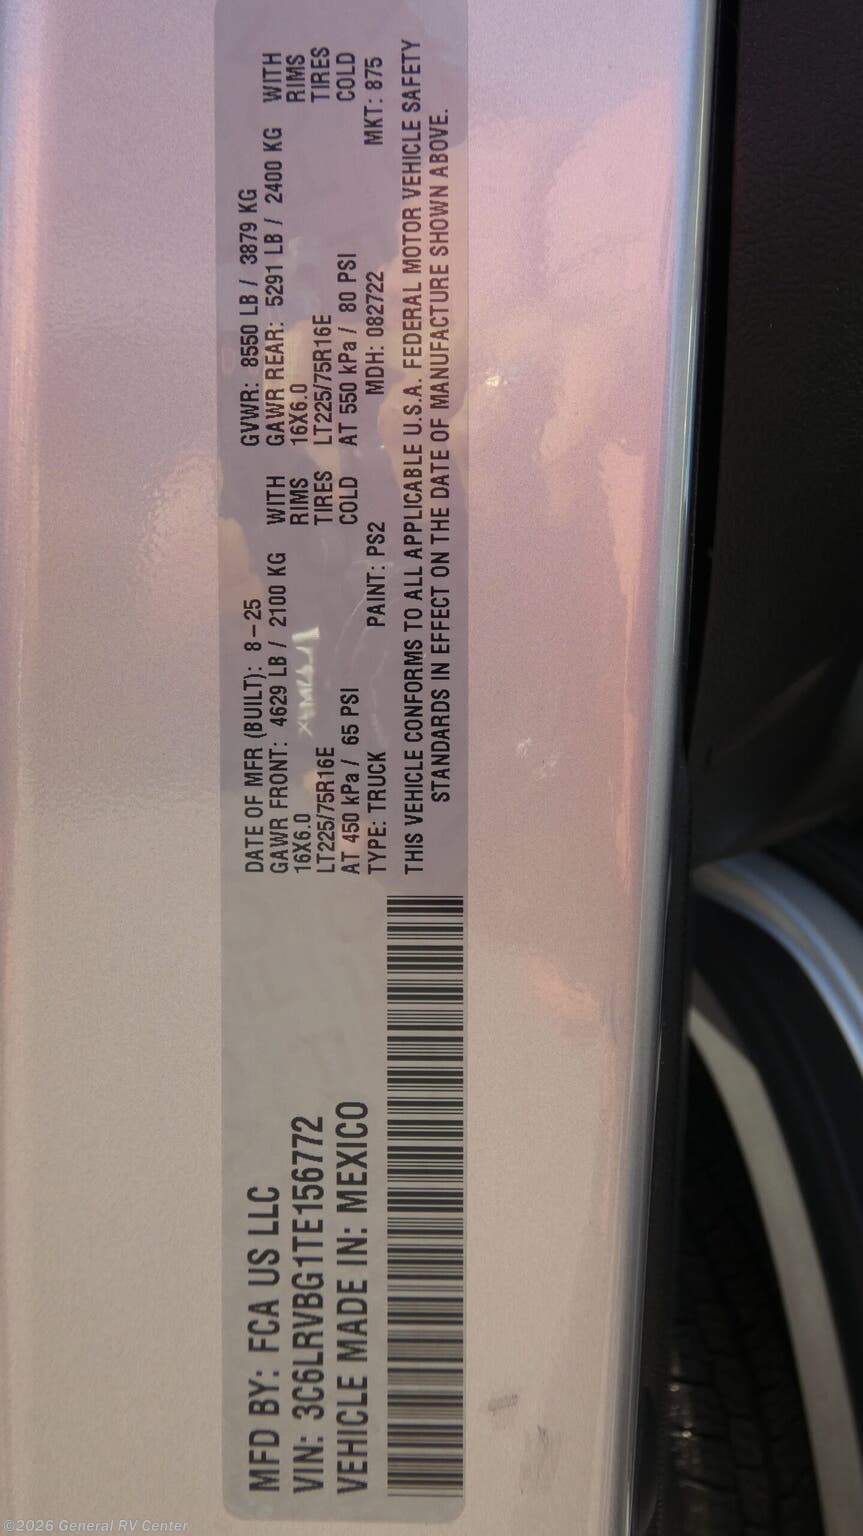 MFD BY: FCA US LLC
VIN: 3C6LRVBG1TE156772
VEHICLE MADE IN: MEXICO
DATE OF MFR (BUILT): 8-25 GVWR: 8550 LB / 3879 KG
GAWR FRONT: 4629 LB / 2100 KG WITH GAWR REAR: 5291 LB / 2400 KG WITH
16X6.0 RIMS 16X6.0 RIMS
LT225/75R16E TIRES LT225/75R16E TIRES
AT 450 kPa / 65 PSI COLD AT 550 kPa / 80 PSI COLD
TYPE: TRUCK PAINT: PS2 MDH: 082722 MKT: 875
THIS VEHICLE CONFORMS TO ALL APPLICABLE U.S.A. FEDERAL MOTOR VEHICLE SAFETY
STANDARDS IN EFFECT ON THE DATE OF MANUFACTURE SHOWN ABOVE.
©2026 General RV Center